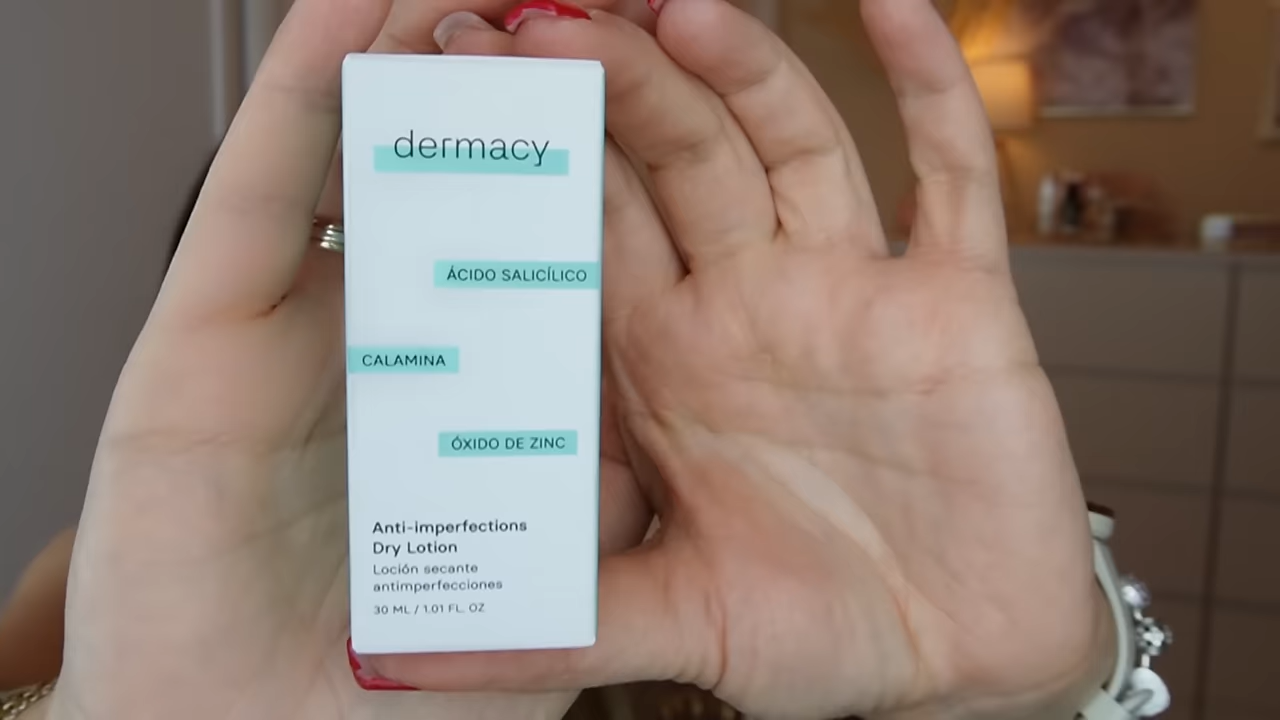 dermacy
ÁCIDO SALICÍLICO
CALAMINA
ÓXIDO DE ZINC
Anti-imperfections
Dry Lotion
Loción secante
antimperfecciones
30 ML / 1.01 FL. OZ